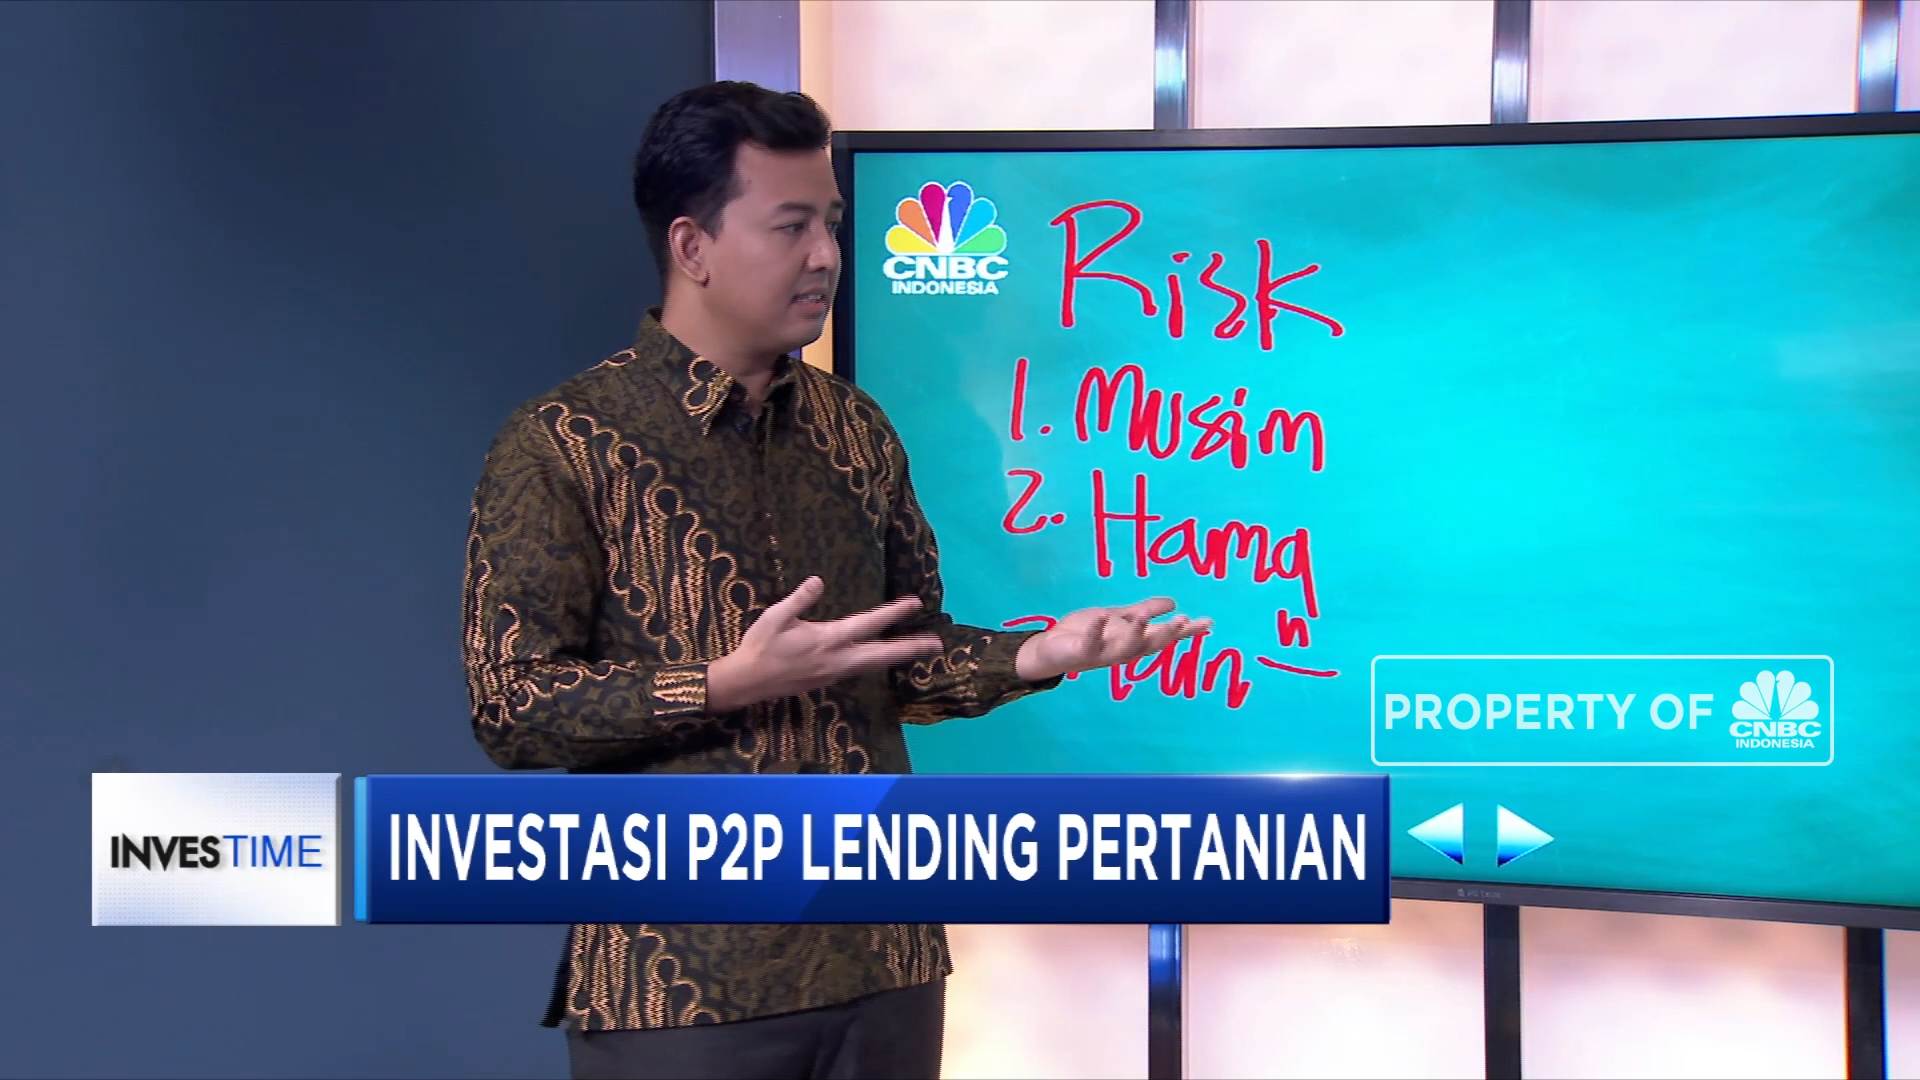 CNBC
INDONESIA
Risk
1. Musim
2. Hama
PROPERTY OF
CNBC
INDONESIA
INVESTIME
INVESTASI P2P LENDING PERTANIAN